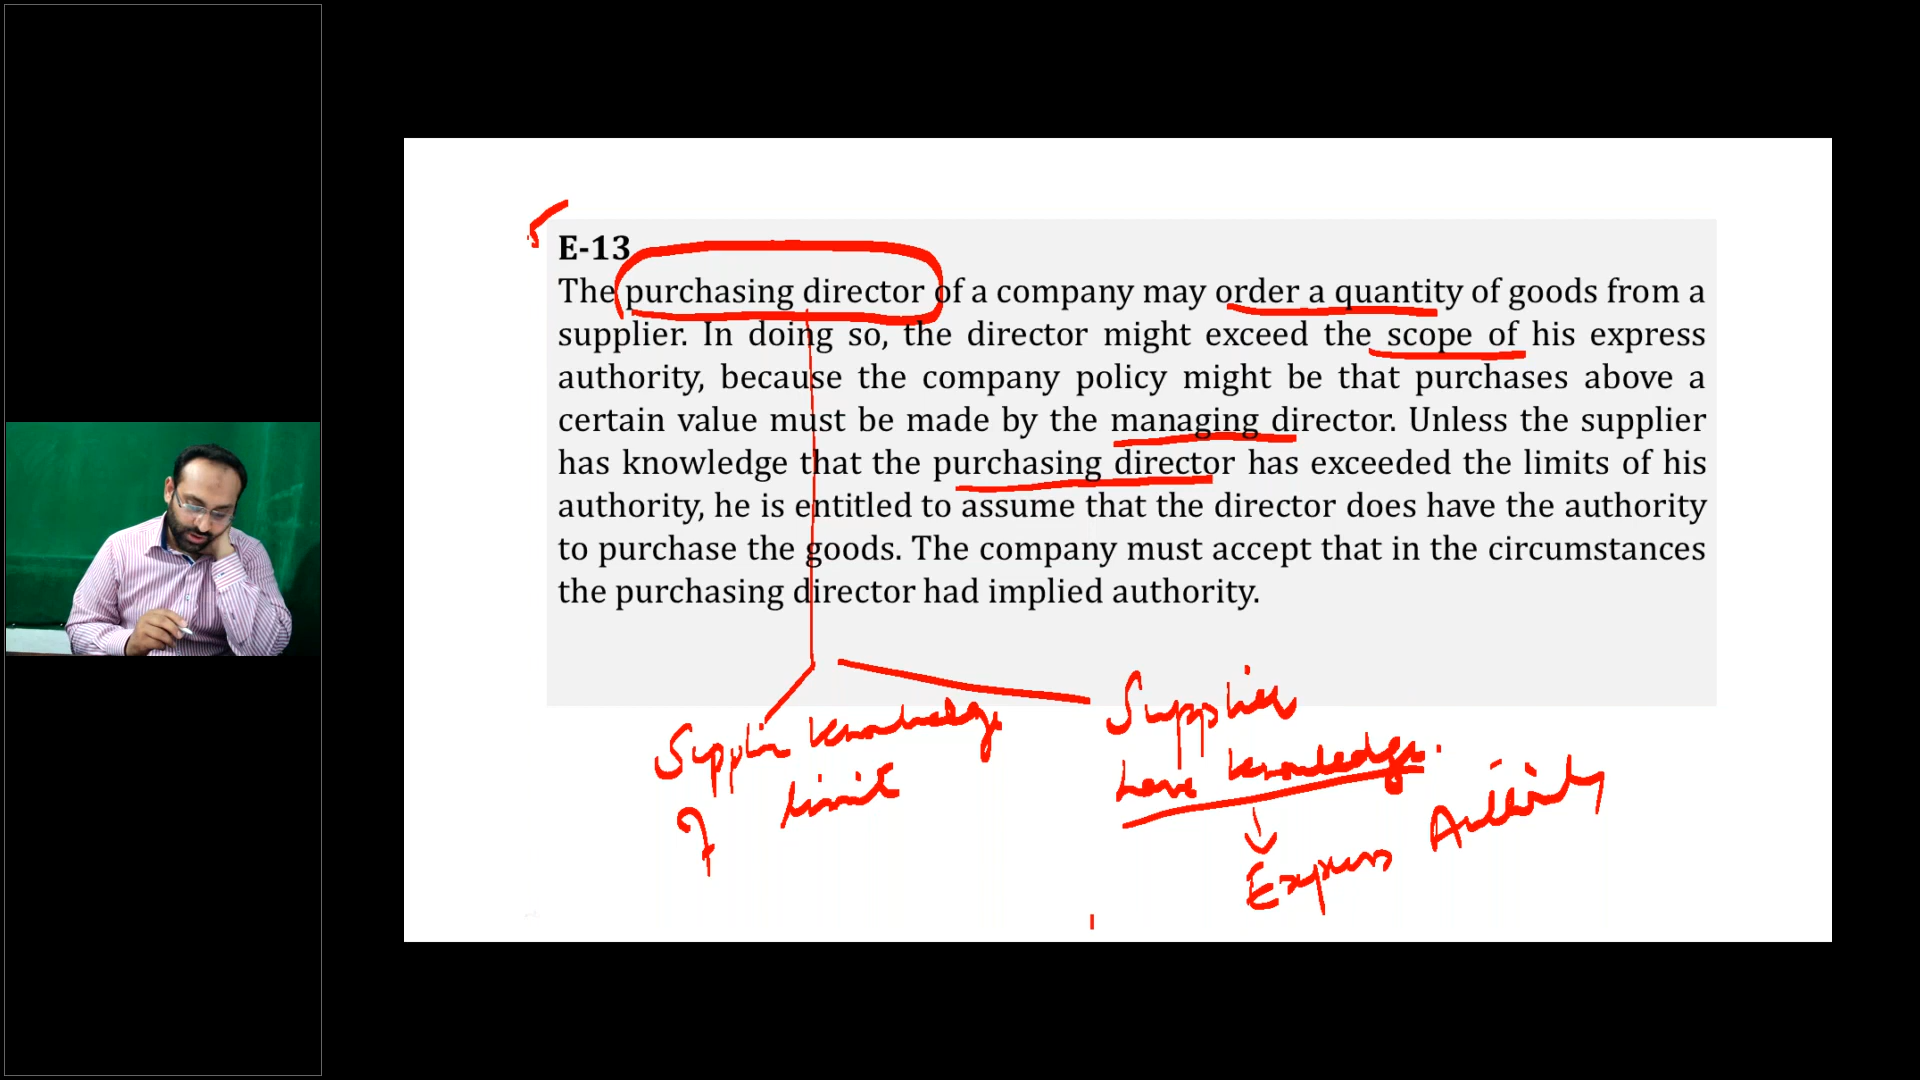 E-13
The purchasing director of a company may order a quantity of goods from a
supplier. In doing so, the director might exceed the scope of his express
authority, because the company policy might be that purchases above a
certain value must be made by the managing director. Unless the supplier
has knowledge that the purchasing director has exceeded the limits of his
authority, he is entitled to assume that the director does have the authority
to purchase the goods. The company must accept that in the circumstances
the purchasing director had implied authority.
knowledge
limit
Supplier
have knowledge.
Express Authority